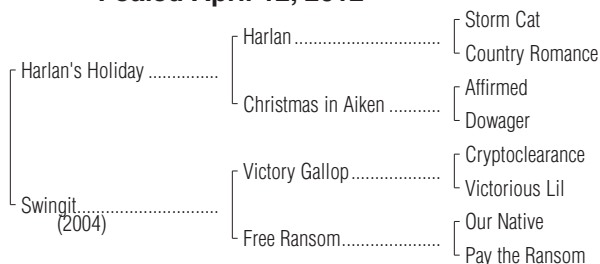 Foaled April 12, 2012
Storm Cat
Harlan
Country Romance
Harlan's Holiday
Affirmed
Christmas in Aiken
Dowager
Cryptoclearance
Victory Gallop
Victorious Lil
Swingit
(2004)
Our Native
Free Ransom
Pay the Ransom